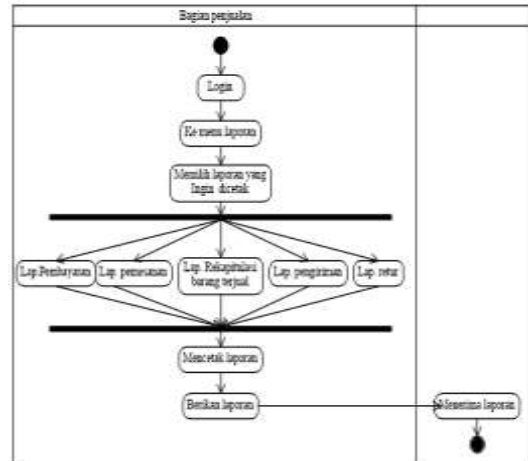 Bagian penjualan
Login
Ke menu laporan
Memilih laporan yang
Ingin dicetak
Lap.Pembayaran
Lap. pemesanan
Lap. Rekapitulasi
barang terjual
Lap. pengiriman
Lap. retur
Mencetak laporan
Berikan laporan
Menerima laporan